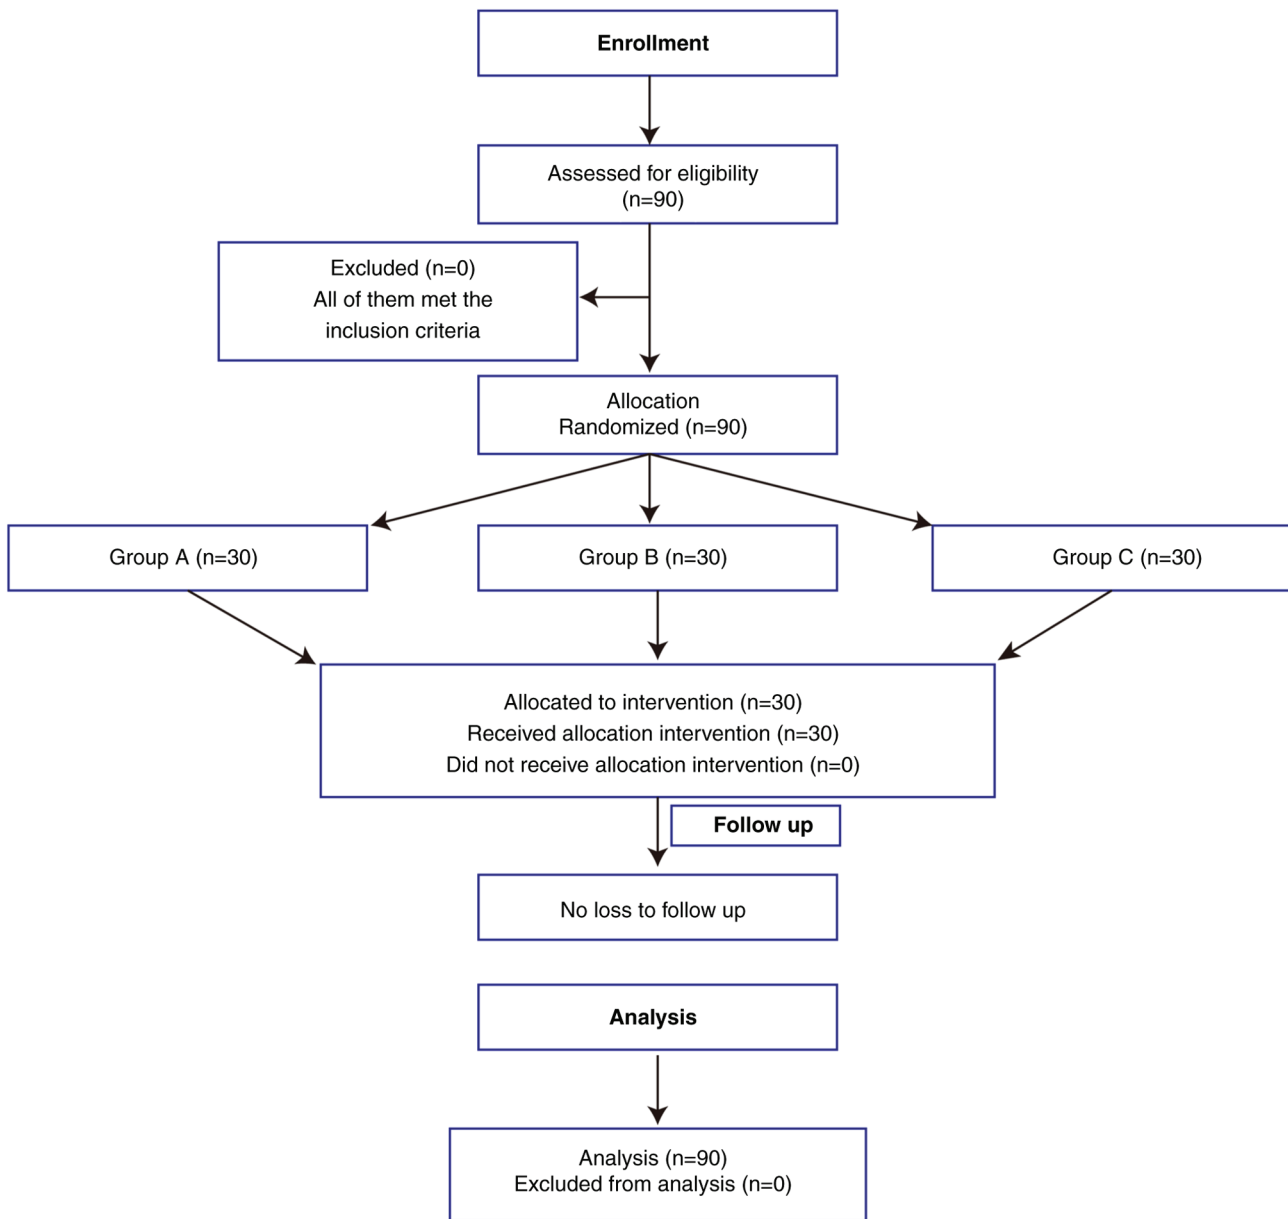 Enrollment
Assessed for eligibility
(n=90)
Excluded (n=0)
All of them met the
inclusion criteria
Allocation
Randomized (n=90)
Group A (n=30)
Group B (n=30)
Group C (n=30)
Allocated to intervention (n=30)
Received allocation intervention (n=30)
Did not receive allocation intervention (n=0)
Follow up
No loss to follow up
Analysis
Analysis (n=90)
Excluded from analysis (n=0)